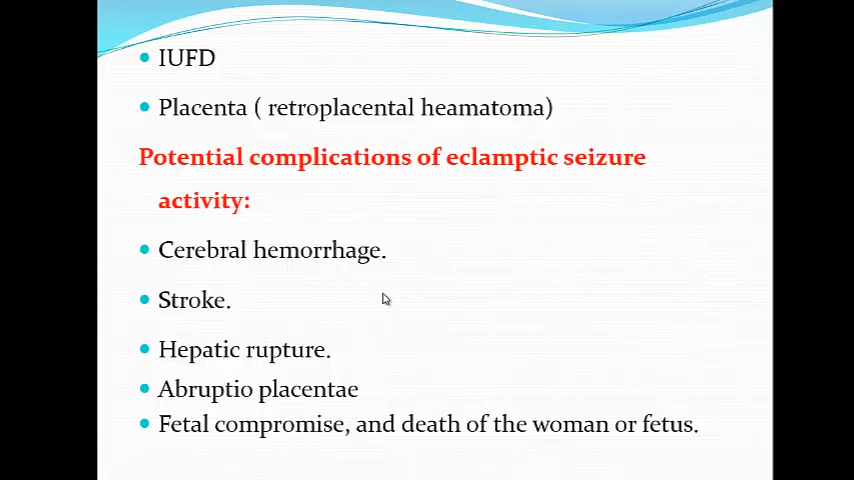 • IUFD
• Placenta ( retroplacental heamatoma)
Potential complications of eclamptic seizure
activity:
• Cerebral hemorrhage.
• Stroke.
• Hepatic rupture.
• Abruptio placentae
• Fetal compromise, and death of the woman or fetus.